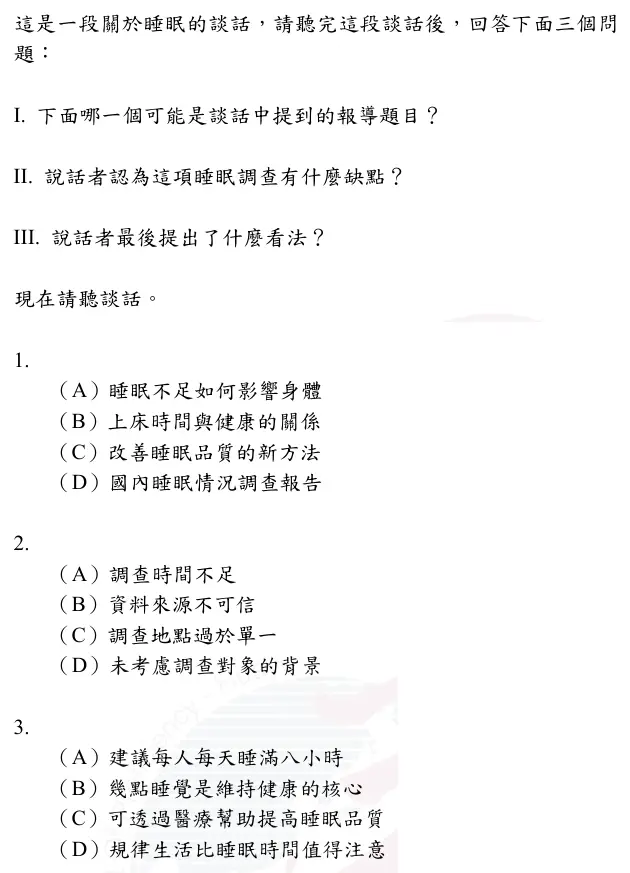 這是一段關於睡眠的談話，請聽完這段談話後，回答下面三個問
題：
I. 下面哪一個可能是談話中提到的報導題目？
II. 說話者認為這項睡眠調查有什麼缺點？
III. 說話者最後提出了什麼看法？
現在請聽談話。
1.
（A）睡眠不足如何影響身體
（B）上床時間與健康的關係
（C）改善睡眠品質的新方法
（D）國內睡眠情況調查報告
2.
（A）調查時間不足
（B）資料來源不可信
（C）調查地點過於單一
（D）未考慮調查對象的背景
3.
（A）建議每人每天睡滿八小時
（B）幾點睡覺是維持健康的核心
（C）可透過醫療幫助提高睡眠品質
（D）規律生活比睡眠時間值得注意